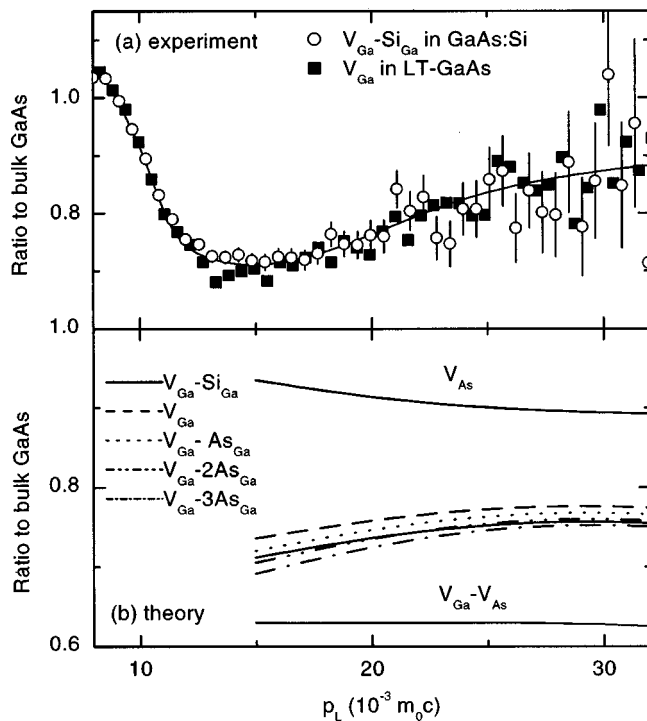 (a) experiment
V_Ga-Si_Ga in GaAs:Si
V_Ga in LT-GaAs
1.0
0.8
1.0
Ratio to bulk GaAs
V_Ga-Si_Ga
V_Ga
V_Ga- As_Ga
V_Ga-2As_Ga
V_Ga-3As_Ga
V_As
0.8
V_Ga-V_As
(b) theory
0.6
Ratio to bulk GaAs
10 20 30
p_L (10^-3 m_0c)